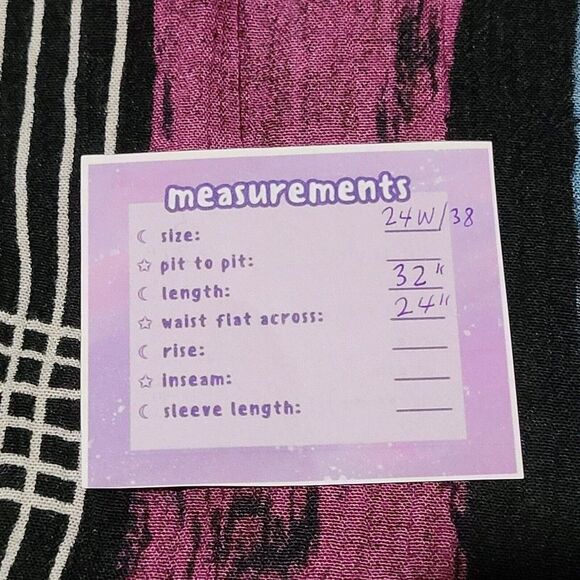 measurements
size: 24W/38
pit to pit:
length: 32"
waist flat across: 24"
rise:
inseam:
sleeve length: